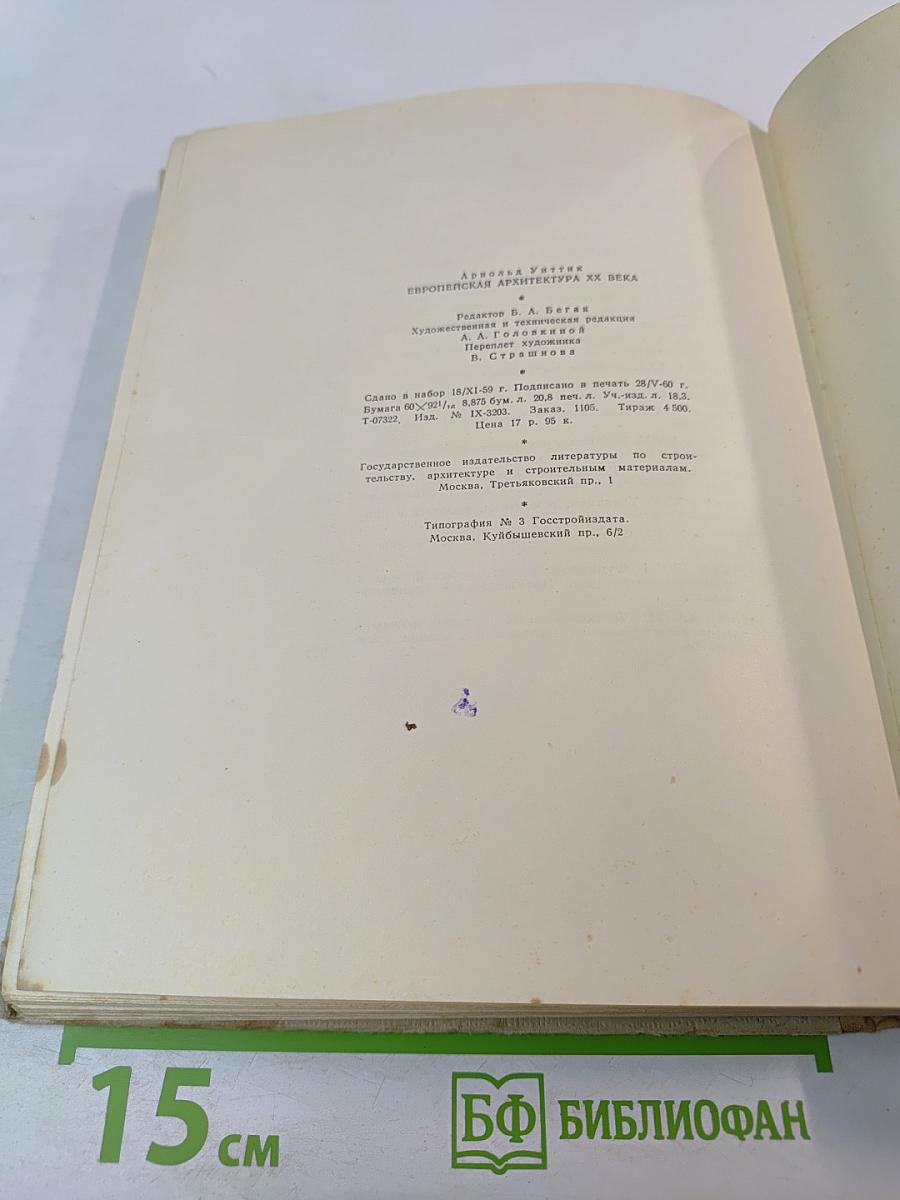 Арнольд Уиттик
ЕВРОПЕЙСКАЯ АРХИТЕКТУРА XX ВЕКА
*
Редактор Б. А. Бегак
Художественная и техническая редакция
А. А. Головкиной
Переплет художника
В. Страшнова
*
Сдано в набор 18/XI-59 г. Подписано в печать 28/V-60 г.
Бумага 60×92¹/₁₆ 8,875 бум. л. 20,8 печ. л. Уч.-изд. л. 18,3.
Т-07322, Изд. № IX-3203. Заказ. 1105. Тираж 4 500.
Цена 17 р. 95 к.
*
Государственное издательство литературы по строи-
тельству, архитектуре и строительным материалам.
Москва, Третьяковский пр., 1
*
Типография № 3 Госстройиздата.
Москва, Куйбышевский пр., 6/2
15 см
БФ БИБЛИОФАН